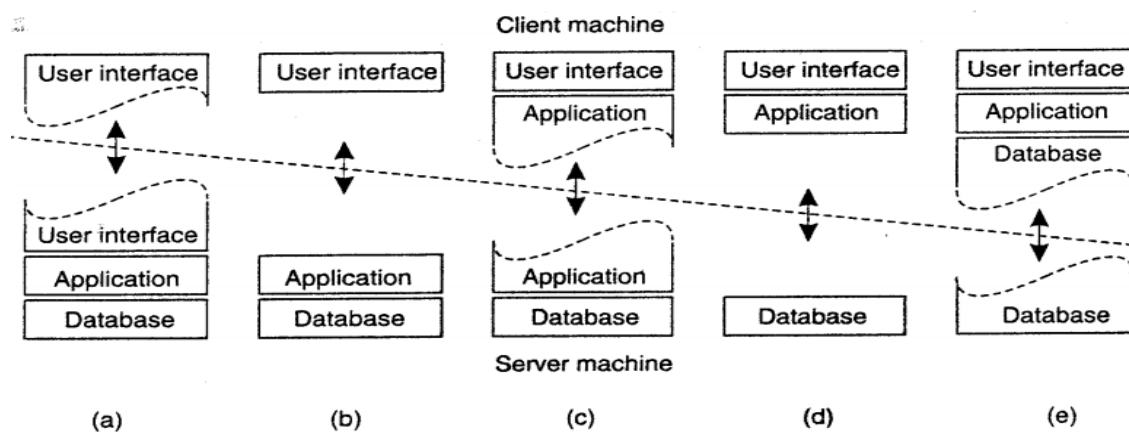 Client machine
User interface
User interface
User interface
User interface
User interface
Application
Application
Application
Database
User interface
Application
Application
Application
Database
Database
Database
Database
Database
Server machine
(a)
(b)
(c)
(d)
(e)